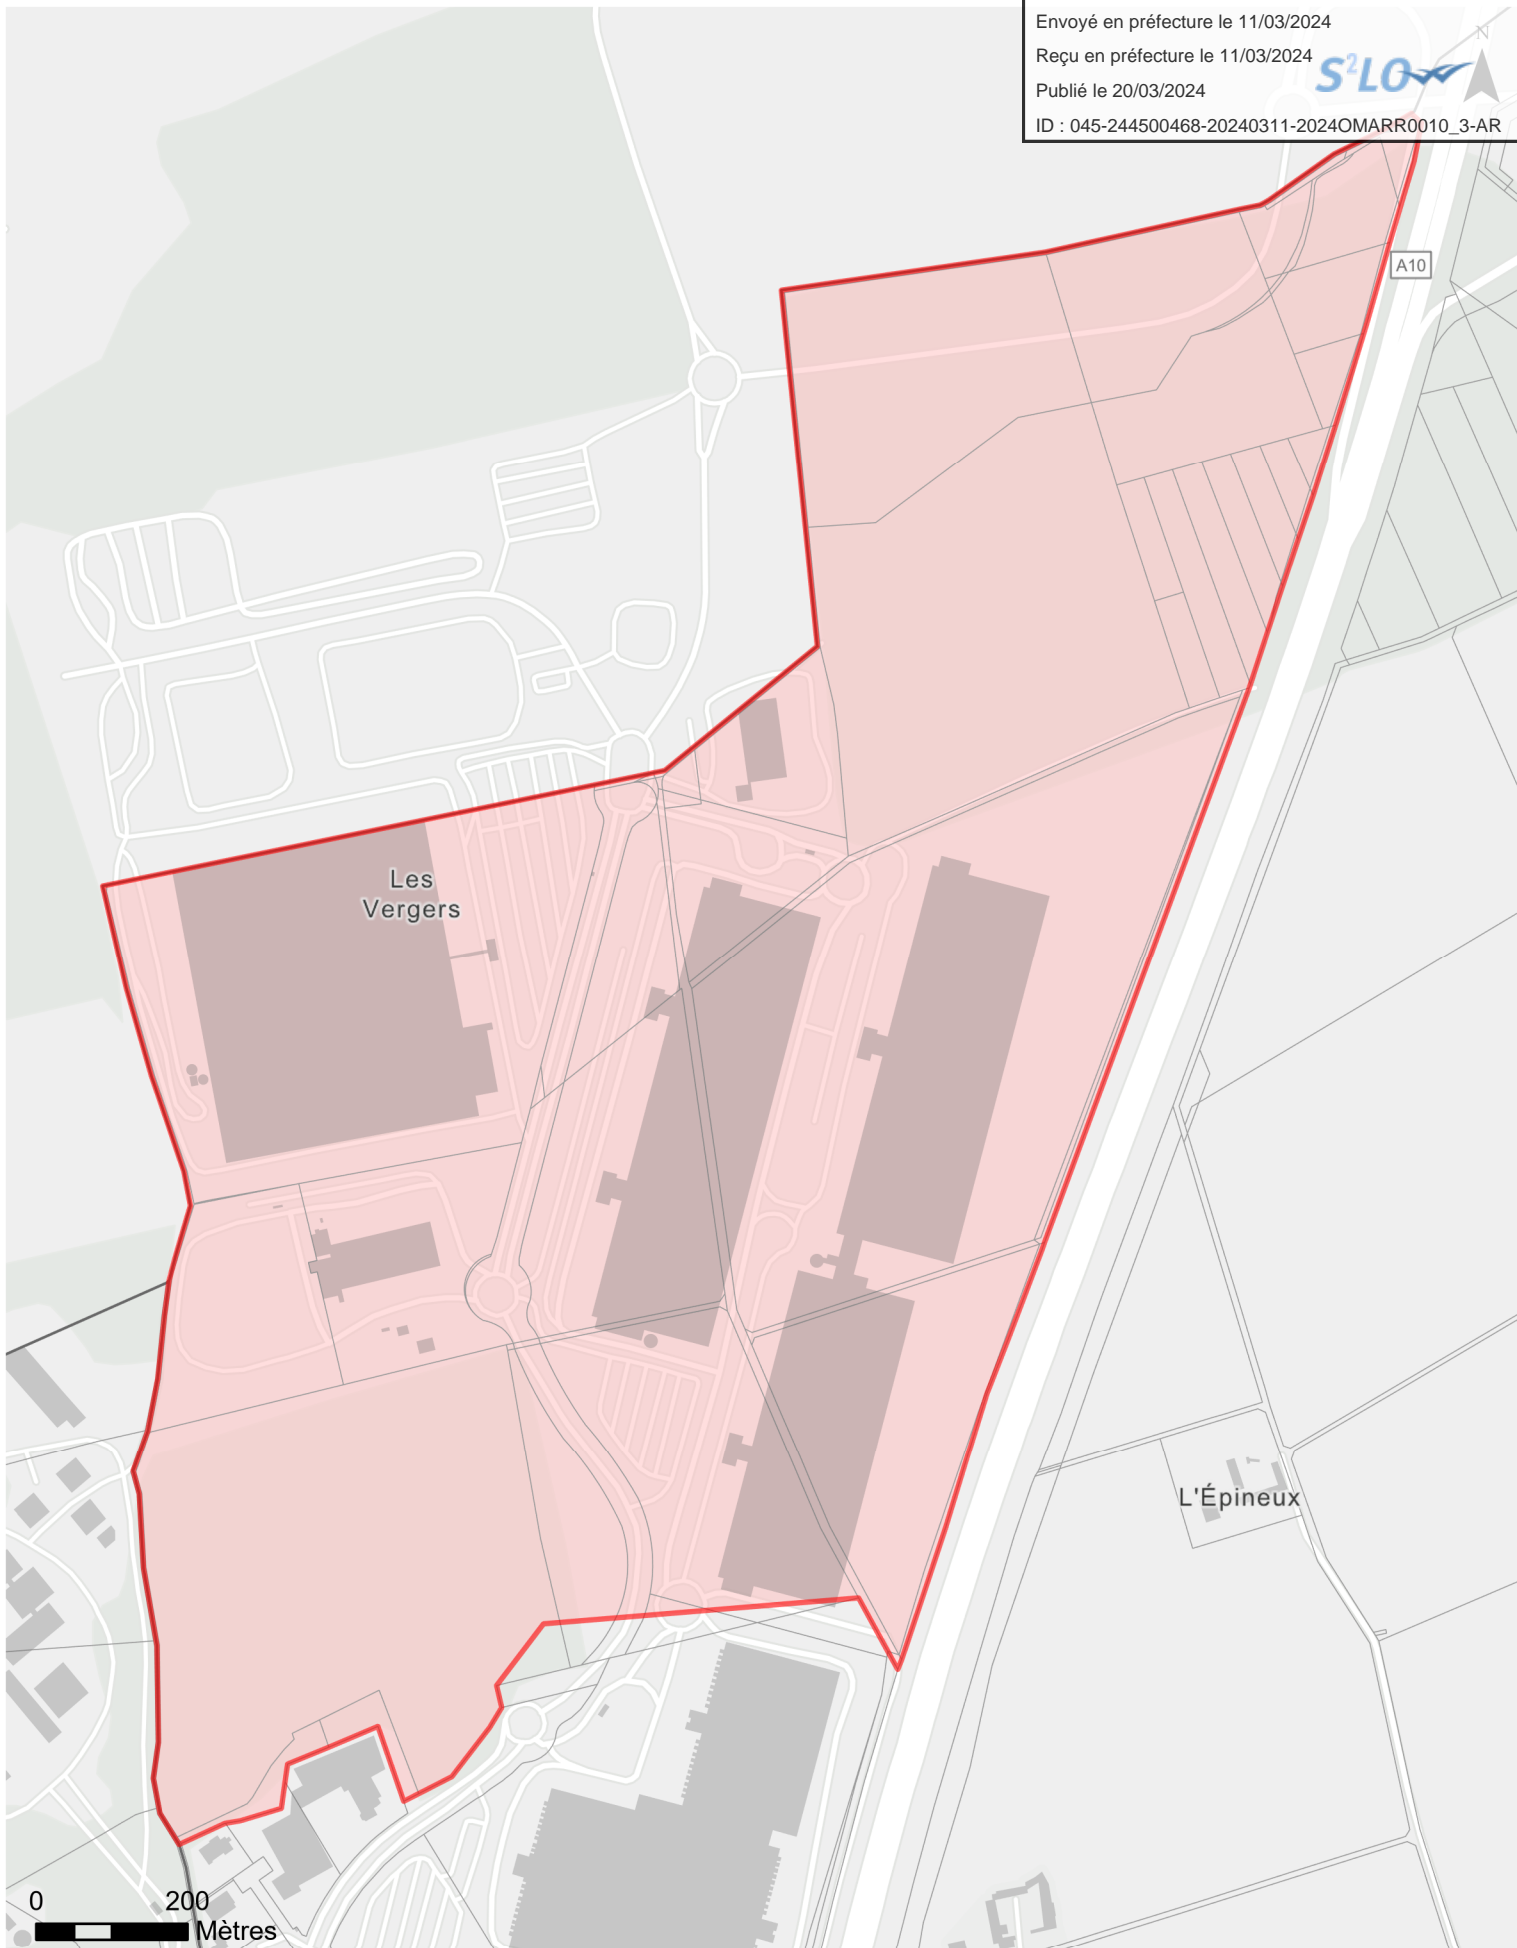 Envoyé en préfecture le 11/03/2024
Reçu en préfecture le 11/03/2024
S²LO
Publié le 20/03/2024
ID : 045-244500468-20240311-2024OMARR0010_3-AR
N
A10
Les
Vergers
L'Épineux
0 200
Mètres